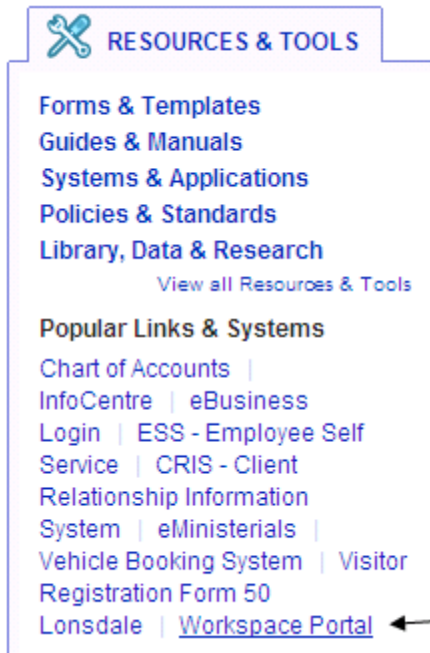 RESOURCES & TOOLS
Forms & Templates
Guides & Manuals
Systems & Applications
Policies & Standards
Library, Data & Research
View all Resources & Tools
Popular Links & Systems
Chart of Accounts |
InfoCentre | eBusiness
Login | ESS - Employee Self
Service | CRIS - Client
Relationship Information
System | eMinisterials |
Vehicle Booking System | Visitor
Registration Form 50
Lonsdale | Workspace Portal